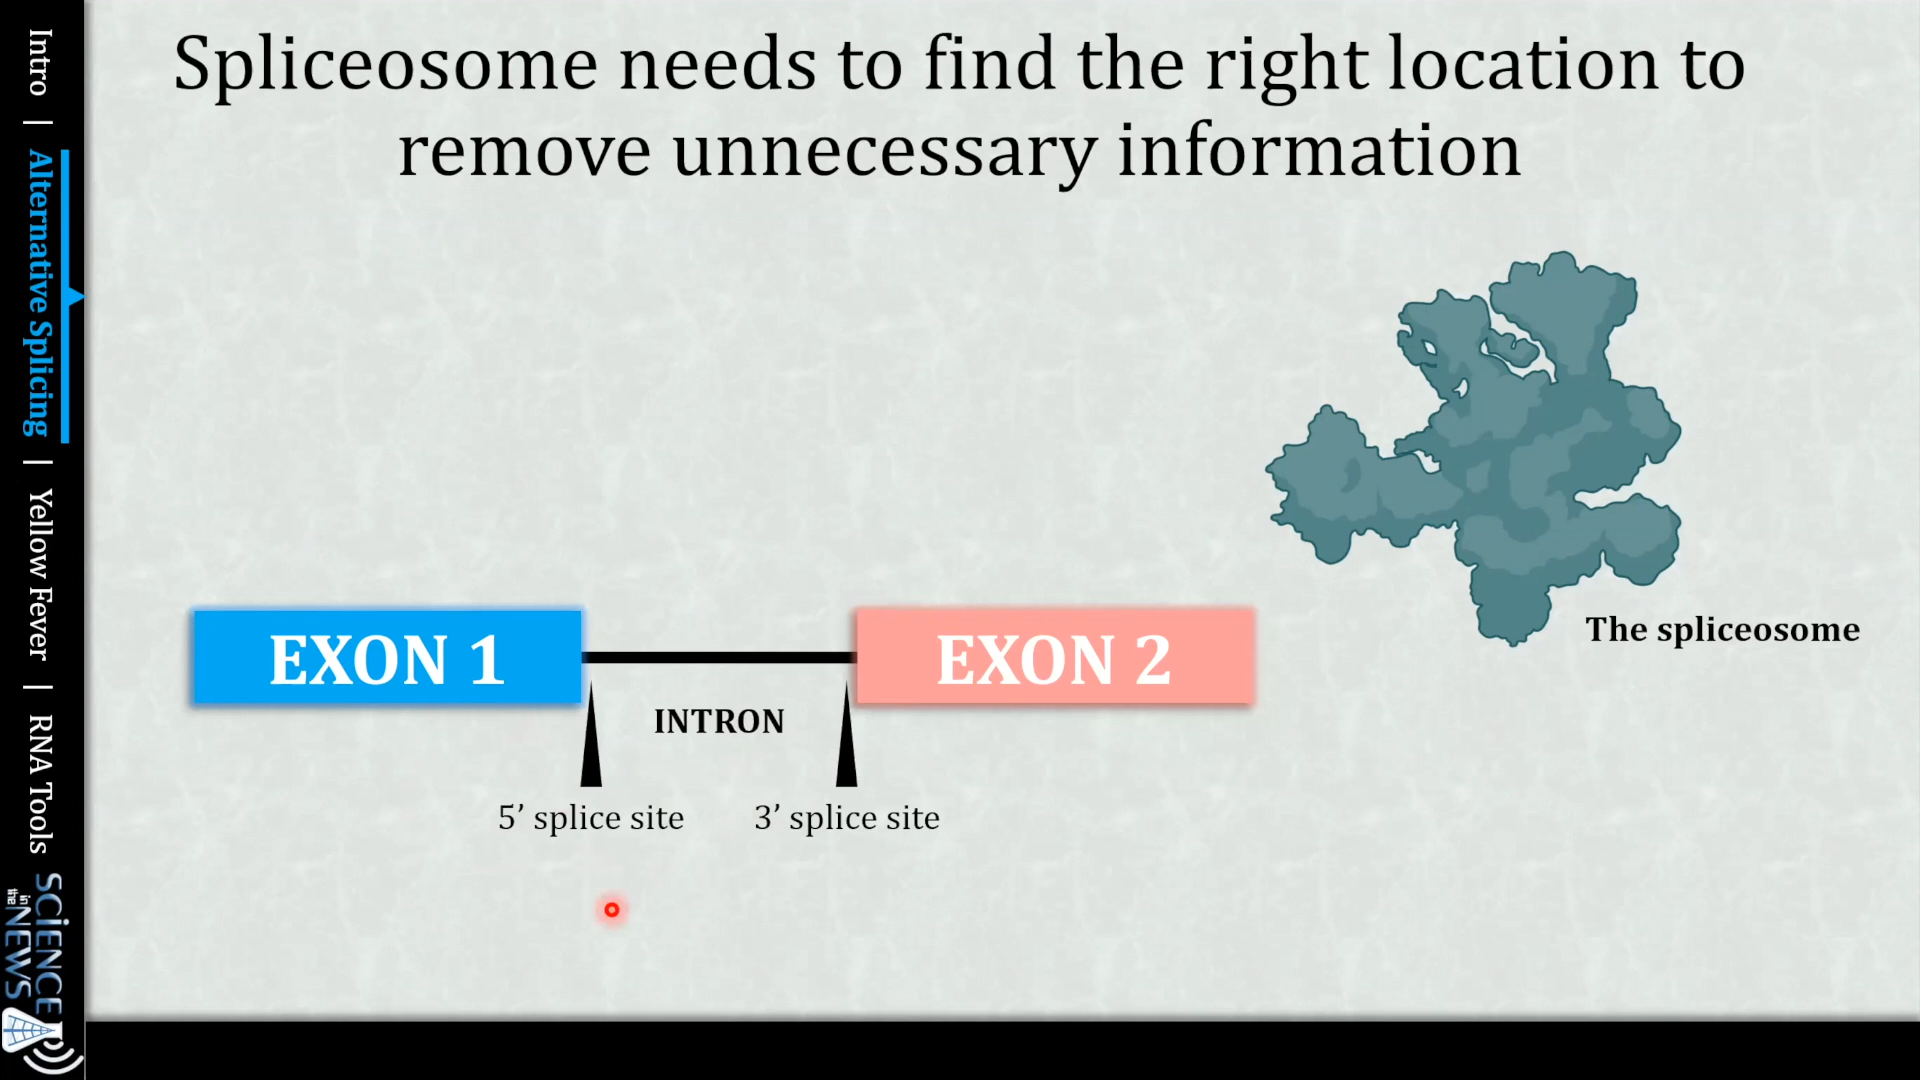 Spliceosome needs to find the right location to
remove unnecessary information
Intro | Alternative Splicing | Yellow Fever | RNA Tools
SCiENCE
in
the
NEWS
EXON 1
EXON 2
INTRON
The spliceosome
5’ splice site
3’ splice site